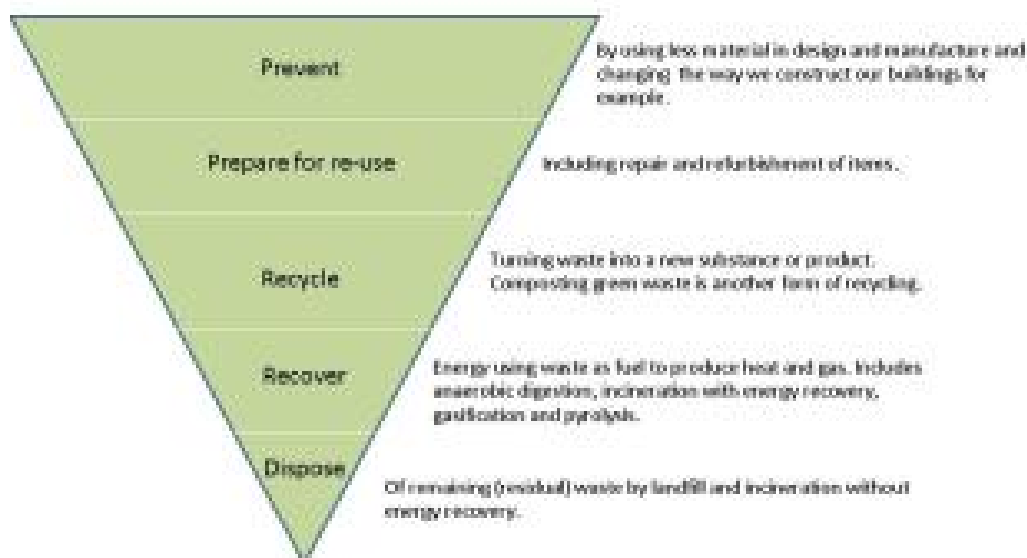 Prevent
By using less material in design and manufacture and
changing the way we construct our buildings for
example.
Prepare for re-use
Including repair and refurbishment of items.
Recycle
Turning waste into a new substance or product.
Composting green waste is another form of recycling.
Recover
Energy using waste as fuel to produce heat and gas. Includes
anaerobic digestion, incineration with energy recovery,
gasification and pyrolysis.
Dispose
Of remaining (residual) waste by landfill and incineration without
energy recovery.